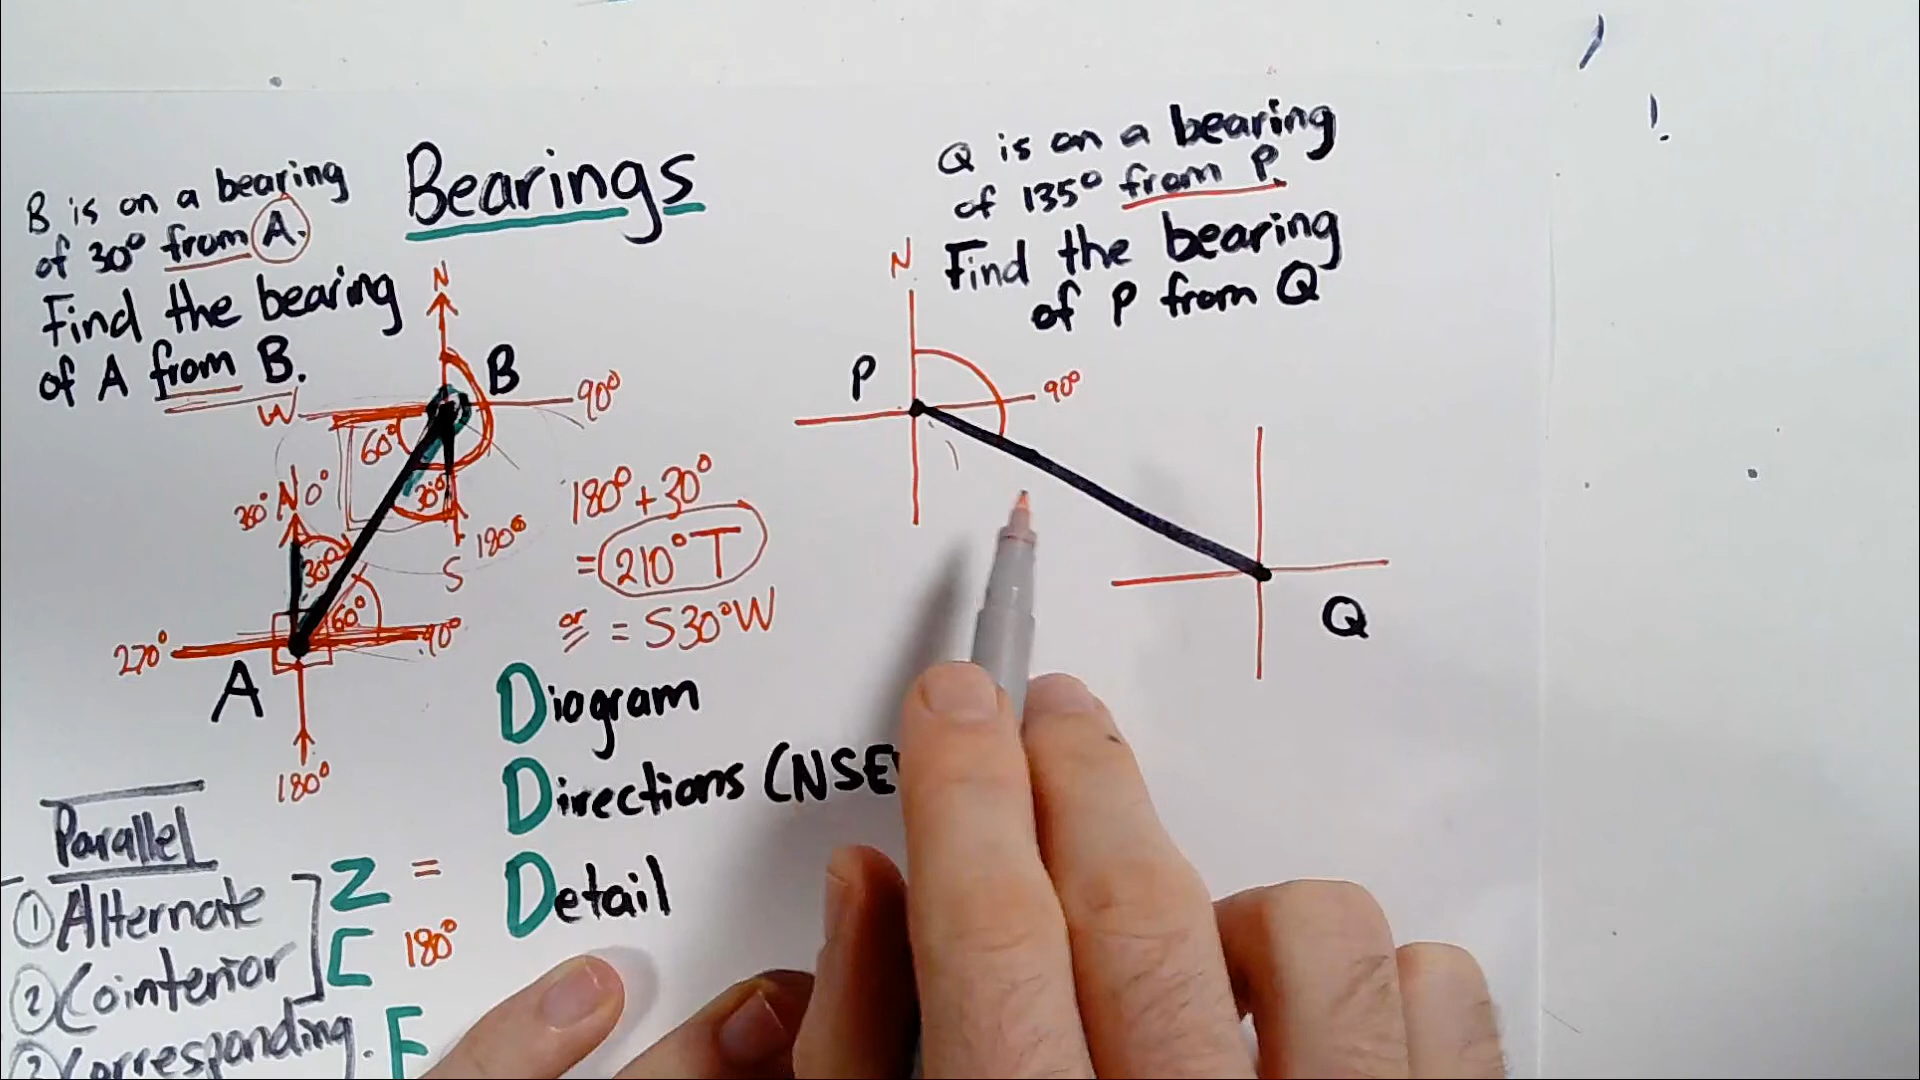 Bearings
B is on a bearing
of 30° from A.
Find the bearing
of A from B.
N
B
W
90°
60°
30°
360° N 0°
S 180°
30°
60°
270°
90°
A
180°
180° + 30°
= 210° T
or = S30°W
Diagram
Directions (NSE
Detail
Parallel
① Alternate
② Cointerior
③ Corresponding.
Z =
C 180°
F
Q is on a bearing
of 135° from P.
Find the bearing
of P from Q
N
P
90°
Q
!